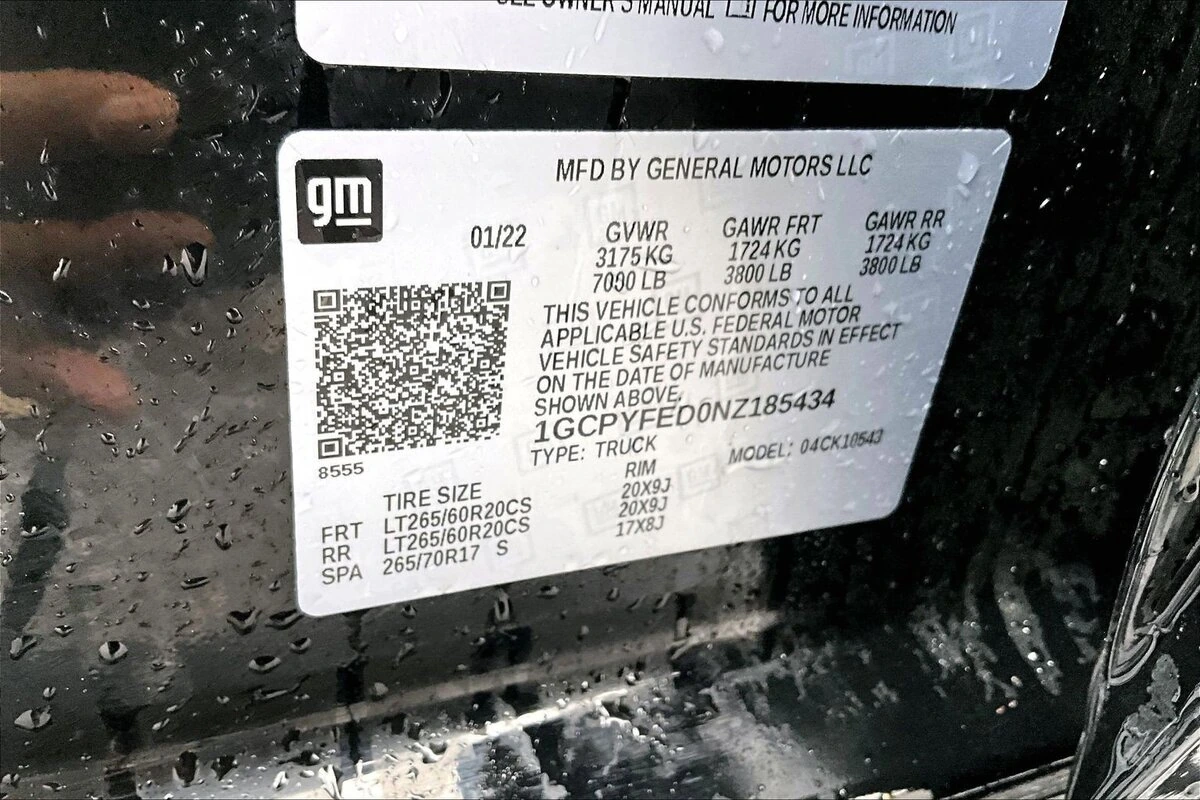 SEE OWNER'S MANUAL FOR MORE INFORMATION
gm
MFD BY GENERAL MOTORS LLC
01/22 GVWR GAWR FRT GAWR RR
3175 KG 1724 KG 1724 KG
7000 LB 3800 LB 3800 LB
THIS VEHICLE CONFORMS TO ALL
APPLICABLE U.S. FEDERAL MOTOR
VEHICLE SAFETY STANDARDS IN EFFECT
ON THE DATE OF MANUFACTURE
SHOWN ABOVE.
1GCPYFED0NZ185434
TYPE: TRUCK MODEL: 04CK10543
8555
TIRE SIZE RIM
FRT LT265/60R20CS 20X9J
RR LT265/60R20CS 20X9J
SPA 265/70R17 S 17X8J